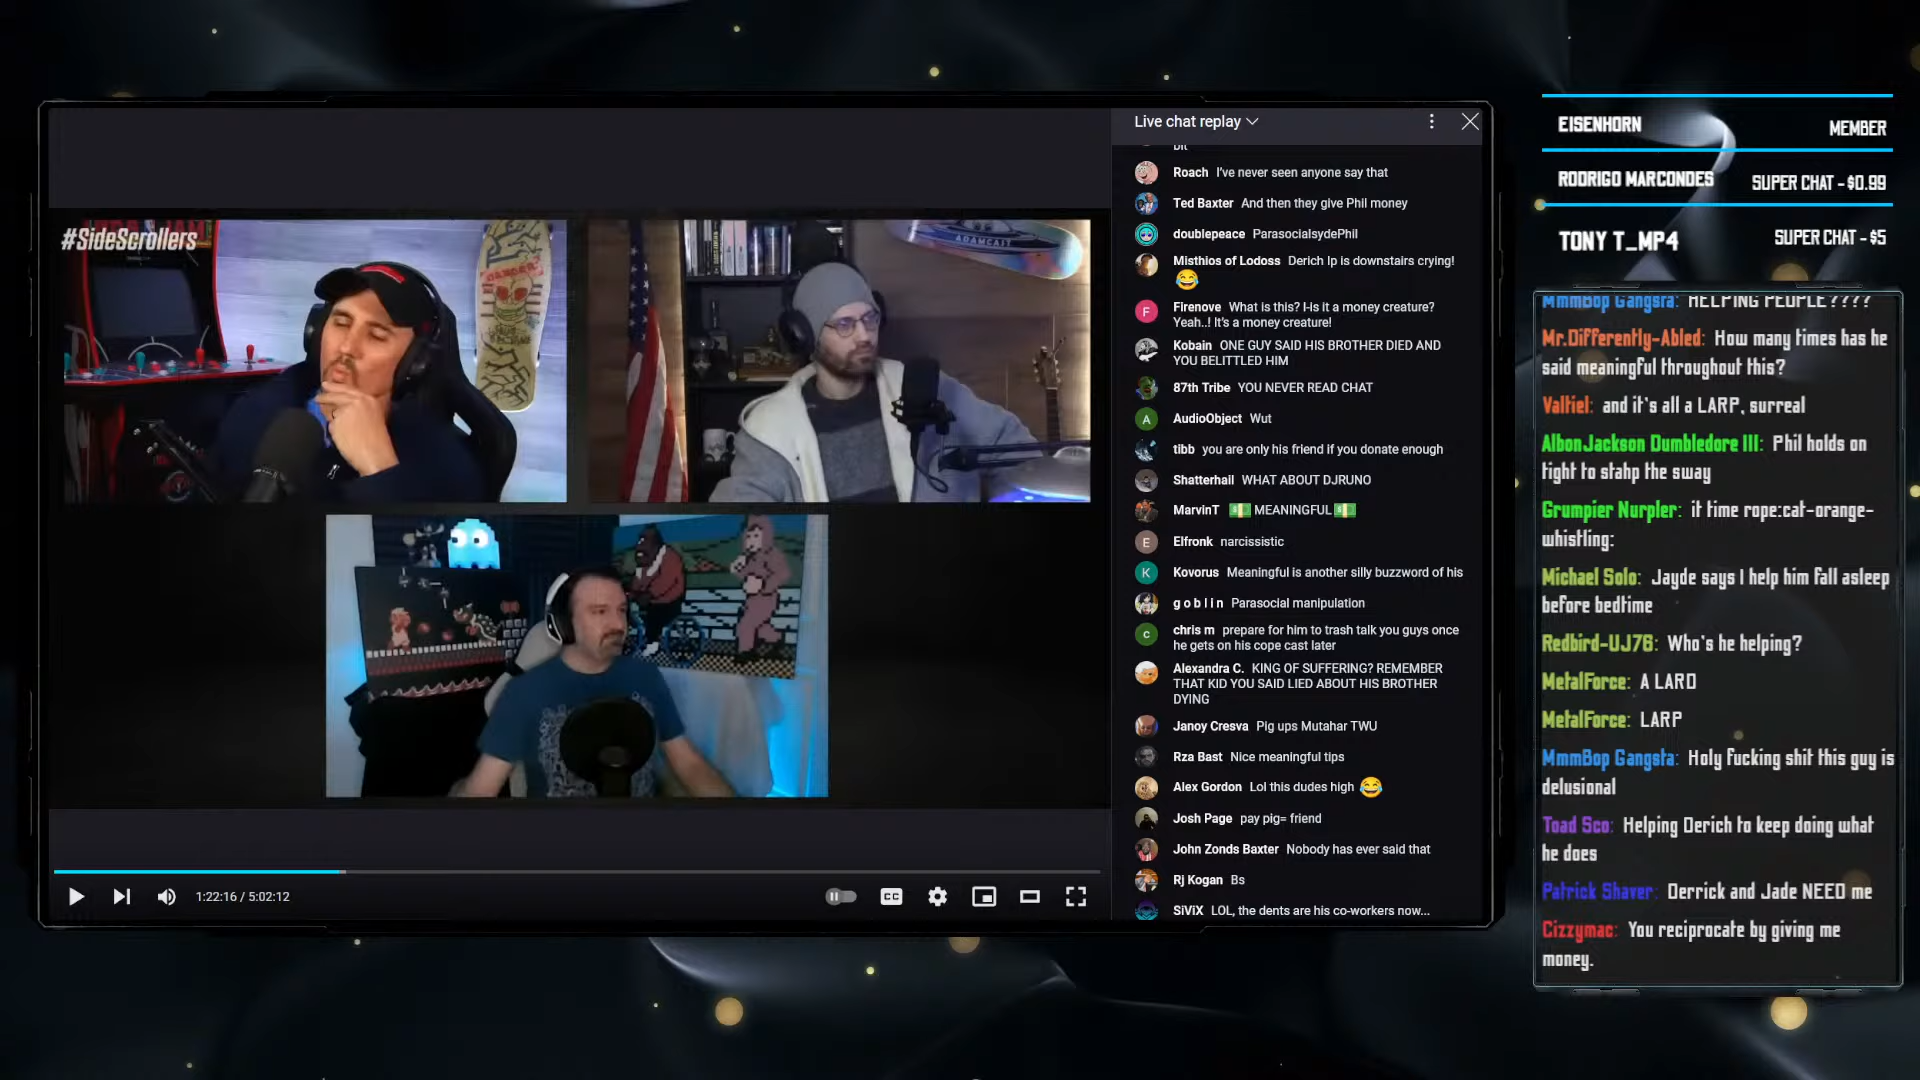 #SideScrollers
ADAMCAST
DANGER!
1:22:16 / 5:02:12
CC
Live chat replay
bit
Roach I've never seen anyone say that
Ted Baxter And then they give Phil money
doublepeace ParasocialsydePhil
Misthios of Lodoss Derich Ip is downstairs crying!
😂
Firenove What is this? Hs it a money creature?
Yeah..! It's a money creature!
Kobain ONE GUY SAID HIS BROTHER DIED AND
YOU BELITTLED HIM
87th Tribe YOU NEVER READ CHAT
AudioObject Wut
tibb you are only his friend if you donate enough
Shatterhail WHAT ABOUT DJRUNO
MarvinT 💵 MEANINGFUL 💵
Elfronk narcissistic
Kovorus Meaningful is another silly buzzword of his
g o b l i n Parasocial manipulation
chris m prepare for him to trash talk you guys once
he gets on his cope cast later
Alexandra C. KING OF SUFFERING? REMEMBER
THAT KID YOU SAID LIED ABOUT HIS BROTHER
DYING
Janoy Cresva Pig ups Mutahar TWU
Rza Bast Nice meaningful tips
Alex Gordon Lol this dudes high 😂
Josh Page pay pig= friend
John Zonds Baxter Nobody has ever said that
Rj Kogan Bs
SiViX LOL, the dents are his co-workers now...
EISENHORN MEMBER
RODRIGO MARCONDES SUPER CHAT - $0.99
TONY T_MP4 SUPER CHAT - $5
MmmBop Gangsta: HELPING PEOPLE????
Mr.Differently-Abled: How many times has he
said meaningful throughout this?
Valtiel: and it's all a LARP, surreal
AlbonJackson Dumbledore III: Phil holds on
tight to stahp the sway
Grumpier Nurpler: it time rope:cat-orange-
whistling:
Michael Solo: Jayde says I help him fall asleep
before bedtime
Redbird-UJ76: Who's he helping?
MetalForce: A LARO
MetalForce: LARP
MmmBop Gangsta: Holy fucking shit this guy is
delusional
Toad Sco: Helping Derich to keep doing what
he does
Patrick Shaver: Derrick and Jade NEED me
Cizzymac: You reciprocate by giving me
money.